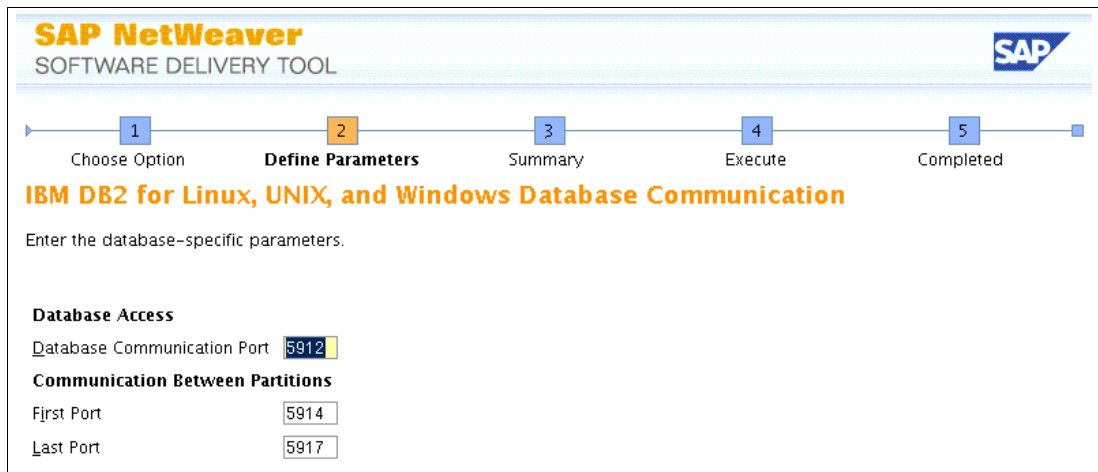 SAP NetWeaver
SOFTWARE DELIVERY TOOL
SAP
1 2 3 4 5
Choose Option Define Parameters Summary Execute Completed
IBM DB2 for Linux, UNIX, and Windows Database Communication
Enter the database-specific parameters.
Database Access
Database Communication Port 5912
Communication Between Partitions
First Port 5914
Last Port 5917